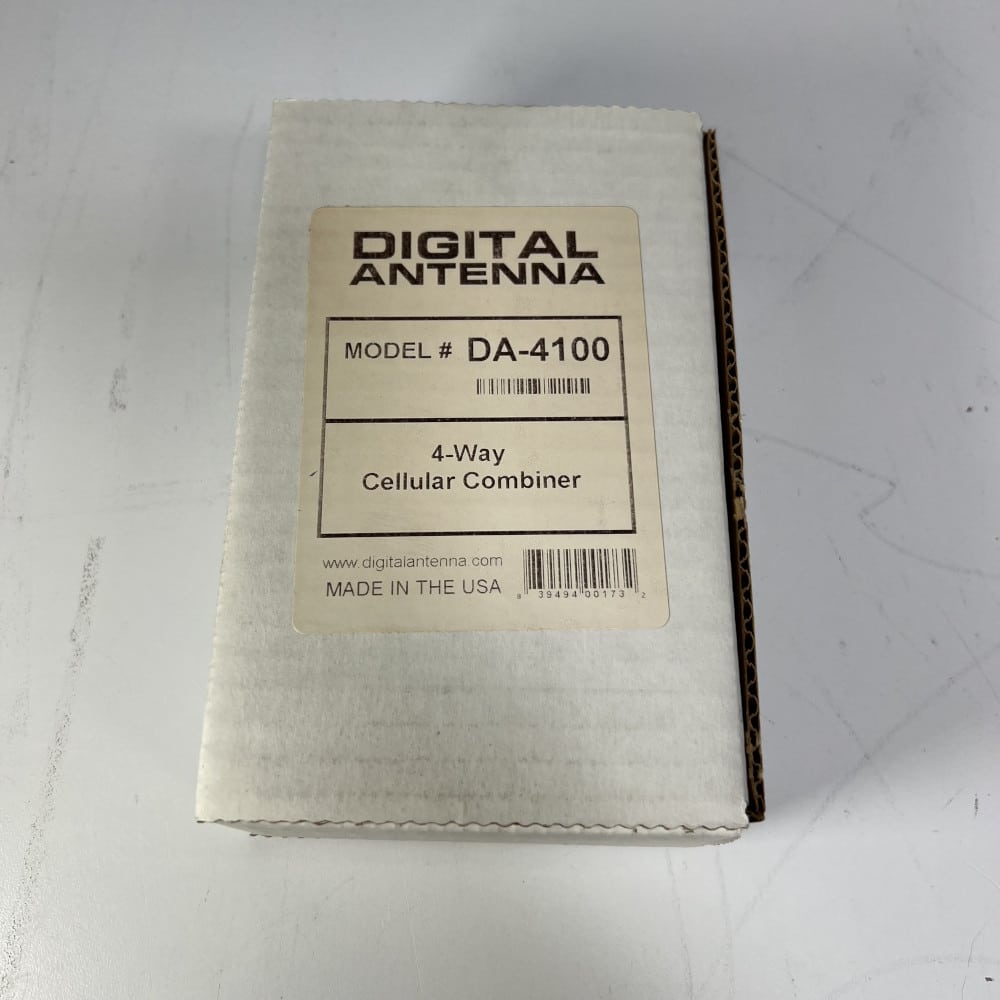 DIGITAL
ANTENNA
MODEL # DA-4100
4-Way
Cellular Combiner
www.digitalantenna.com
MADE IN THE USA
8 39494 00173 2